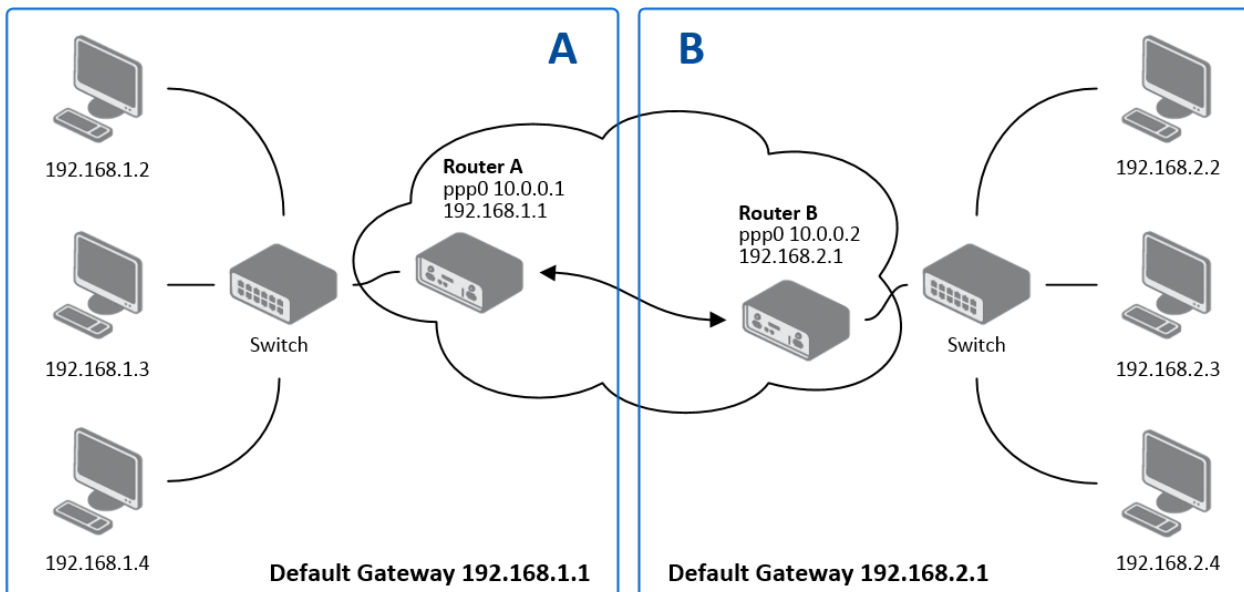 A
192.168.1.2
192.168.1.3
192.168.1.4
Switch
Router A
ppp0 10.0.0.1
192.168.1.1
Default Gateway 192.168.1.1
B
Router B
ppp0 10.0.0.2
192.168.2.1
Switch
192.168.2.2
192.168.2.3
192.168.2.4
Default Gateway 192.168.2.1